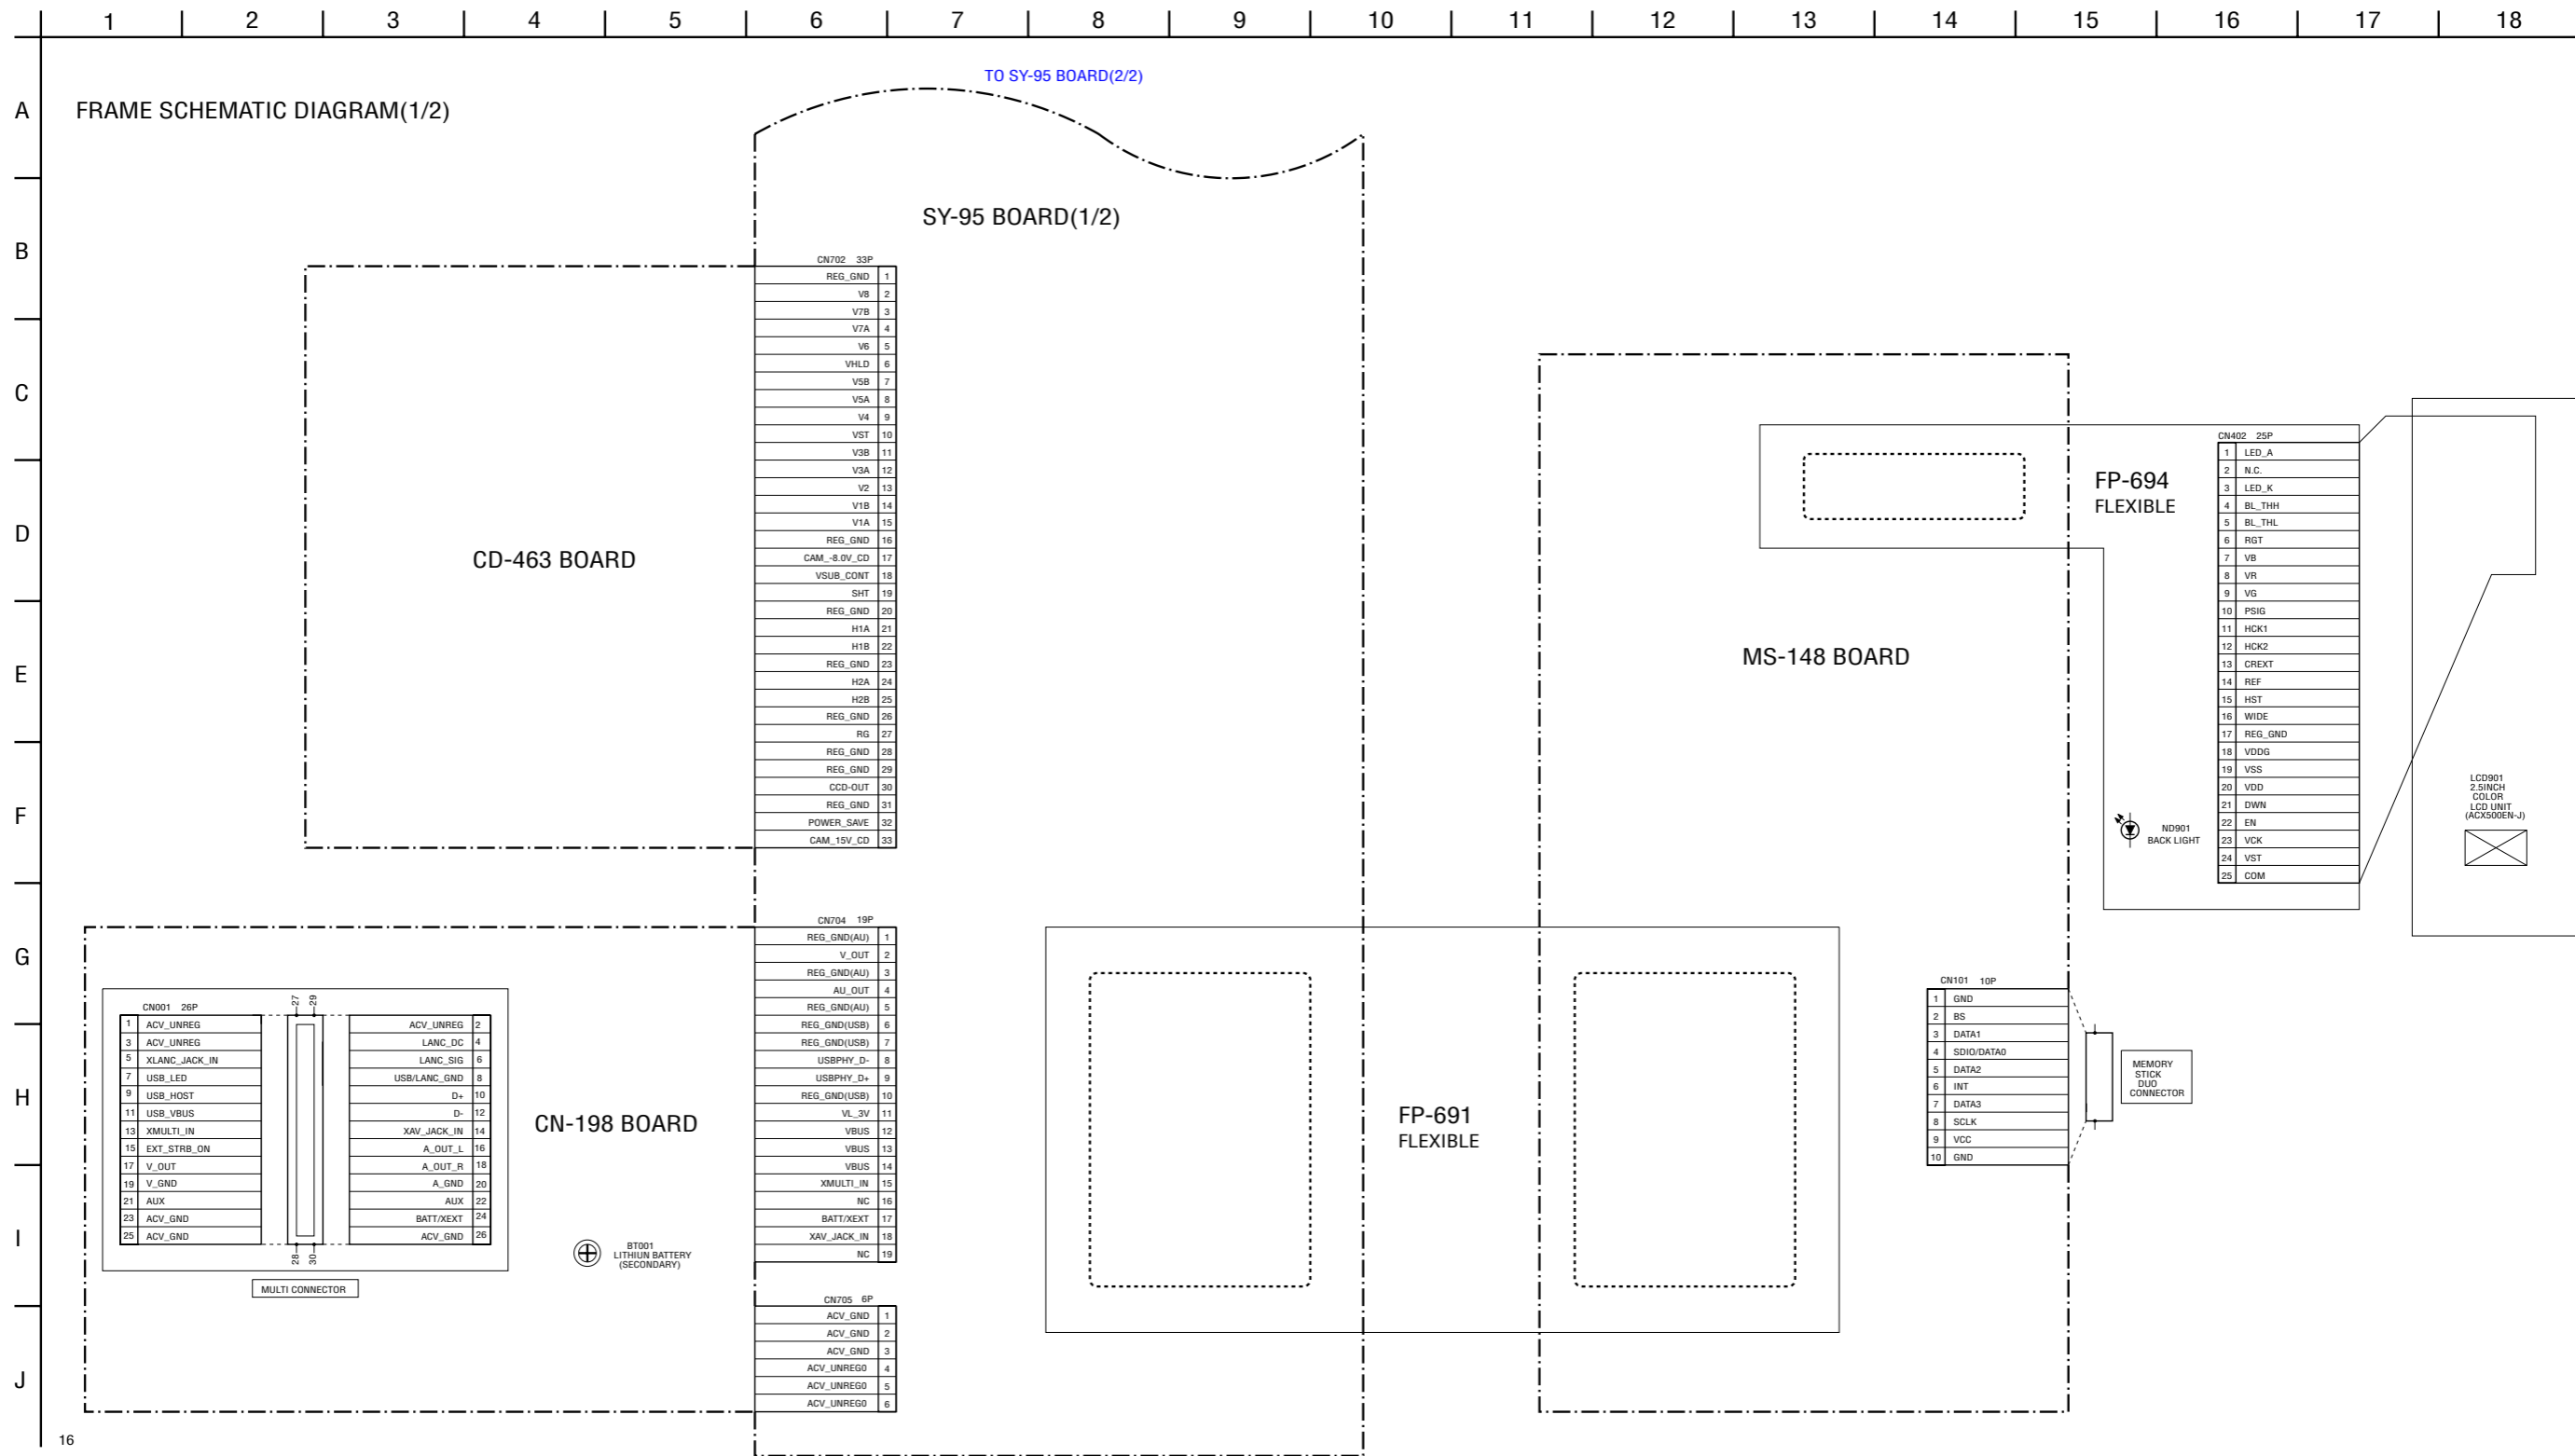 1 2 3 4 5 6 7 8 9 10 11 12 13 14 15 16 17 18
A
B
C
D
E
F
G
H
I
J
TO SY-95 BOARD(2/2)
FRAME SCHEMATIC DIAGRAM(1/2)
SY-95 BOARD(1/2)
CD-463 BOARD
CN702 33P
REG_GND 1
V8 2
V7B 3
V7A 4
V6 5
VHLD 6
V5B 7
V5A 8
V4 9
VST 10
V3B 11
V3A 12
V2 13
V1B 14
V1A 15
REG_GND 16
CAM_-8.0V_CD 17
VSUB_CONT 18
SHT 19
REG_GND 20
H1A 21
H1B 22
REG_GND 23
H2A 24
H2B 25
REG_GND 26
RG 27
REG_GND 28
REG_GND 29
CCD-OUT 30
REG_GND 31
POWER_SAVE 32
CAM_15V_CD 33
MS-148 BOARD
FP-694
FLEXIBLE
CN402 25P
1 LED_A
2 N.C.
3 LED_K
4 BL_THH
5 BL_THL
6 RGT
7 VB
8 VR
9 VG
10 PSIG
11 HCK1
12 HCK2
13 CREXT
14 REF
15 HST
16 WIDE
17 REG_GND
18 VDDG
19 VSS
20 VDD
21 DWN
22 EN
23 VCK
24 VST
25 COM
ND901
BACK LIGHT
LCD901
2.5INCH
COLOR
LCD UNIT
(ACX500EN-J)
CN704 19P
REG_GND(AU) 1
V_OUT 2
REG_GND(AU) 3
AU_OUT 4
REG_GND(AU) 5
REG_GND(USB) 6
REG_GND(USB) 7
USBPHY_D- 8
USBPHY_D+ 9
REG_GND(USB) 10
VL_3V 11
VBUS 12
VBUS 13
VBUS 14
XMULTI_IN 15
NC 16
BATT/XEXT 17
XAV_JACK_IN 18
NC 19
CN001 26P
27 29
1 ACV_UNREG ACV_UNREG 2
3 ACV_UNREG LANC_DC 4
5 XLANC_JACK_IN LANC_SIG 6
7 USB_LED USB/LANC_GND 8
9 USB_HOST D+ 10
11 USB_VBUS D- 12
13 XMULTI_IN XAV_JACK_IN 14
15 EXT_STRB_ON A_OUT_L 16
17 V_OUT A_OUT_R 18
19 V_GND A_GND 20
21 AUX AUX 22
23 ACV_GND BATT/XEXT 24
25 ACV_GND ACV_GND 26
28 30
MULTI CONNECTOR
CN-198 BOARD
BT001
LITHIUN BATTERY
(SECONDARY)
FP-691
FLEXIBLE
CN101 10P
1 GND
2 BS
3 DATA1
4 SDIO/DATA0
5 DATA2
6 INT
7 DATA3
8 SCLK
9 VCC
10 GND
MEMORY
STICK
DUO
CONNECTOR
CN705 6P
ACV_GND 1
ACV_GND 2
ACV_GND 3
ACV_UNREG0 4
ACV_UNREG0 5
ACV_UNREG0 6
16